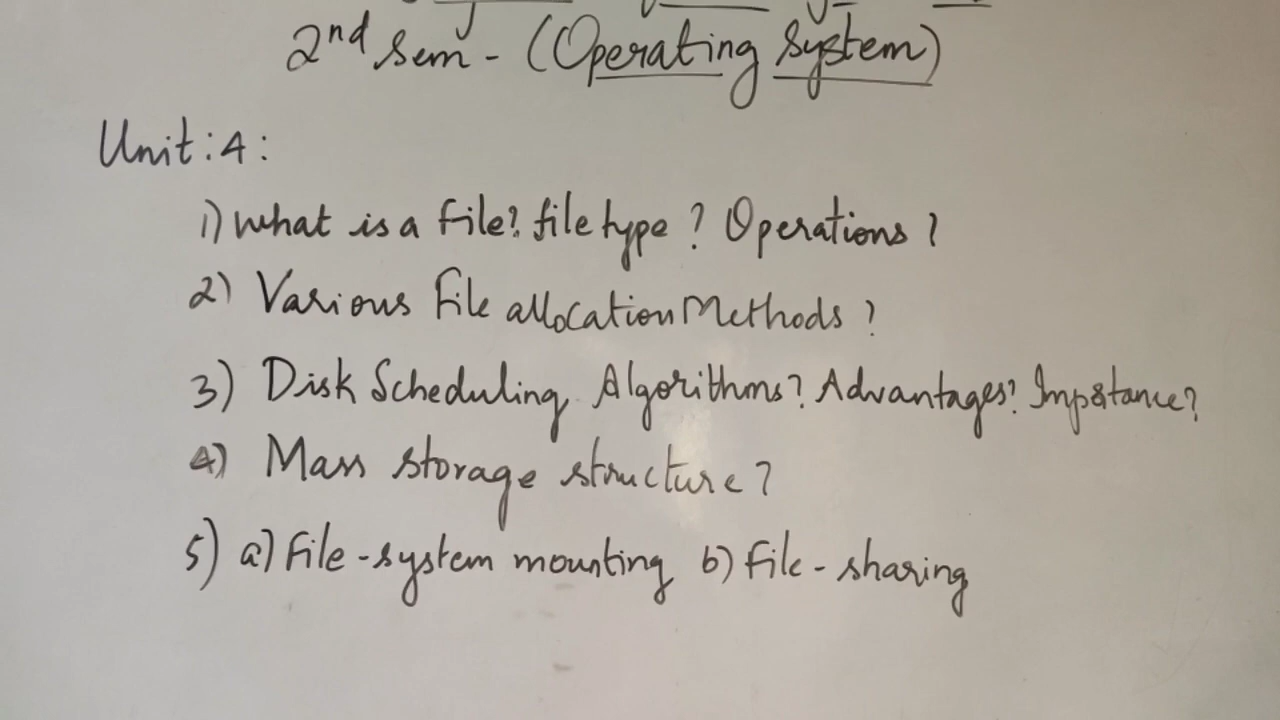 2nd sem - (Operating System)
Unit: 4:
1) What is a File? file type? Operations?
2) Various File allocation Methods?
3) Disk Scheduling Algorithms? Advantages? Importance?
4) Mass storage structure?
5) a) File-system mounting b) File-sharing